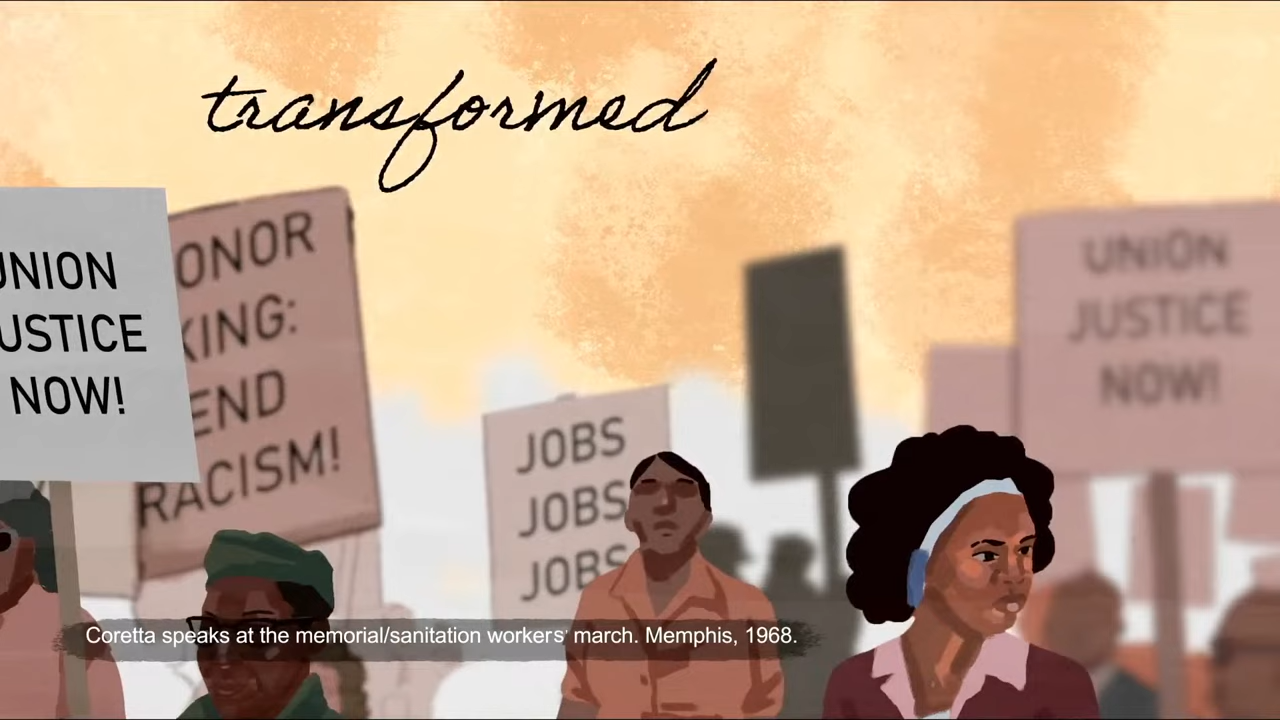 transformed
UNION
JUSTICE
NOW!
ONOR
KING:
END
RACISM!
JOBS
JOBS
JOBS
UNION
JUSTICE
NOW!
Coretta speaks at the memorial/sanitation workers' march. Memphis, 1968.